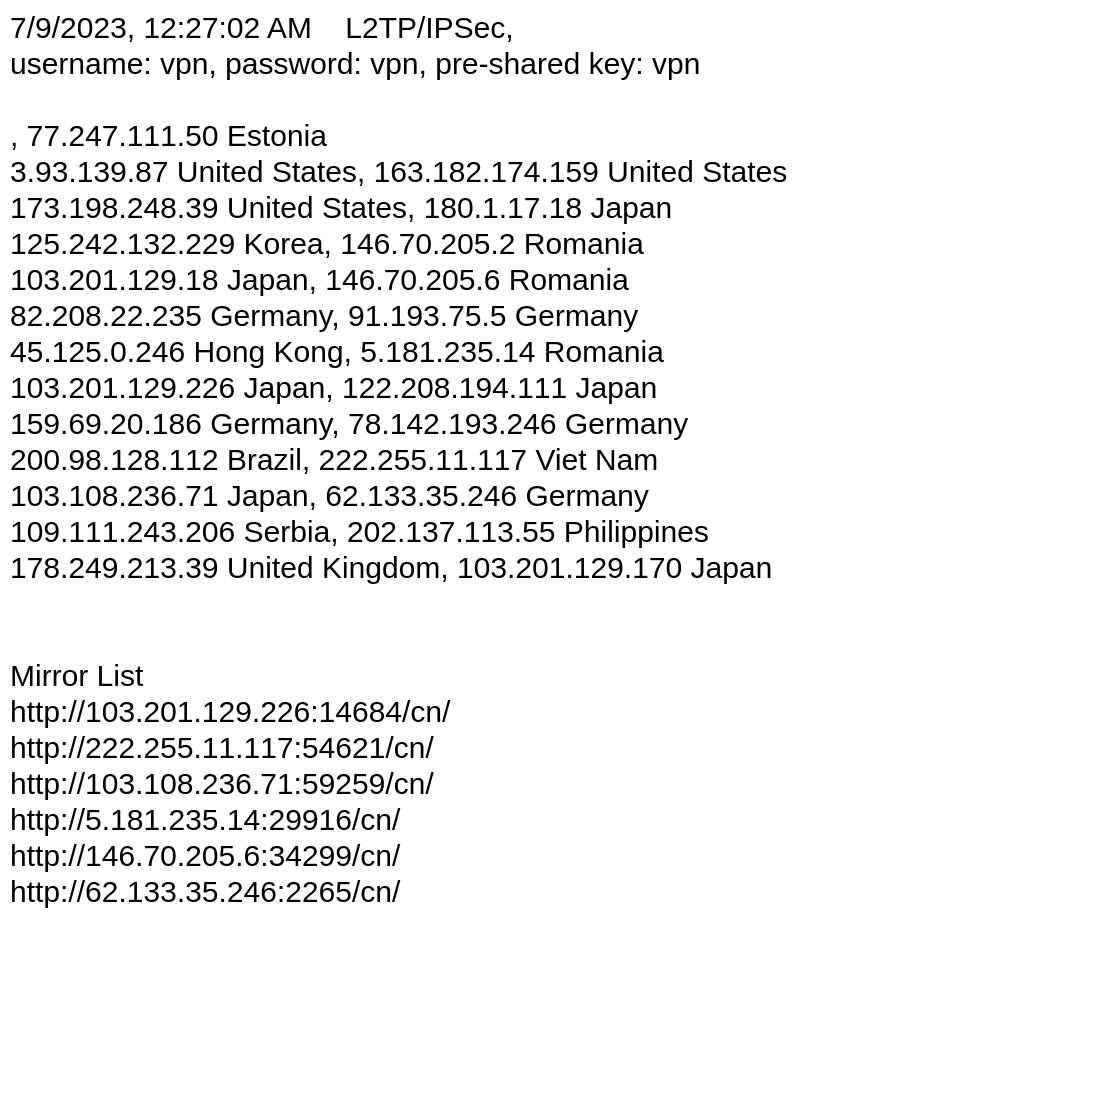 7/9/2023, 12:27:02 AM    L2TP/IPSec,
username: vpn, password: vpn, pre-shared key: vpn
, 77.247.111.50 Estonia
3.93.139.87 United States, 163.182.174.159 United States
173.198.248.39 United States, 180.1.17.18 Japan
125.242.132.229 Korea, 146.70.205.2 Romania
103.201.129.18 Japan, 146.70.205.6 Romania
82.208.22.235 Germany, 91.193.75.5 Germany
45.125.0.246 Hong Kong, 5.181.235.14 Romania
103.201.129.226 Japan, 122.208.194.111 Japan
159.69.20.186 Germany, 78.142.193.246 Germany
200.98.128.112 Brazil, 222.255.11.117 Viet Nam
103.108.236.71 Japan, 62.133.35.246 Germany
109.111.243.206 Serbia, 202.137.113.55 Philippines
178.249.213.39 United Kingdom, 103.201.129.170 Japan
Mirror List
http://103.201.129.226:14684/cn/
http://222.255.11.117:54621/cn/
http://103.108.236.71:59259/cn/
http://5.181.235.14:29916/cn/
http://146.70.205.6:34299/cn/
http://62.133.35.246:2265/cn/